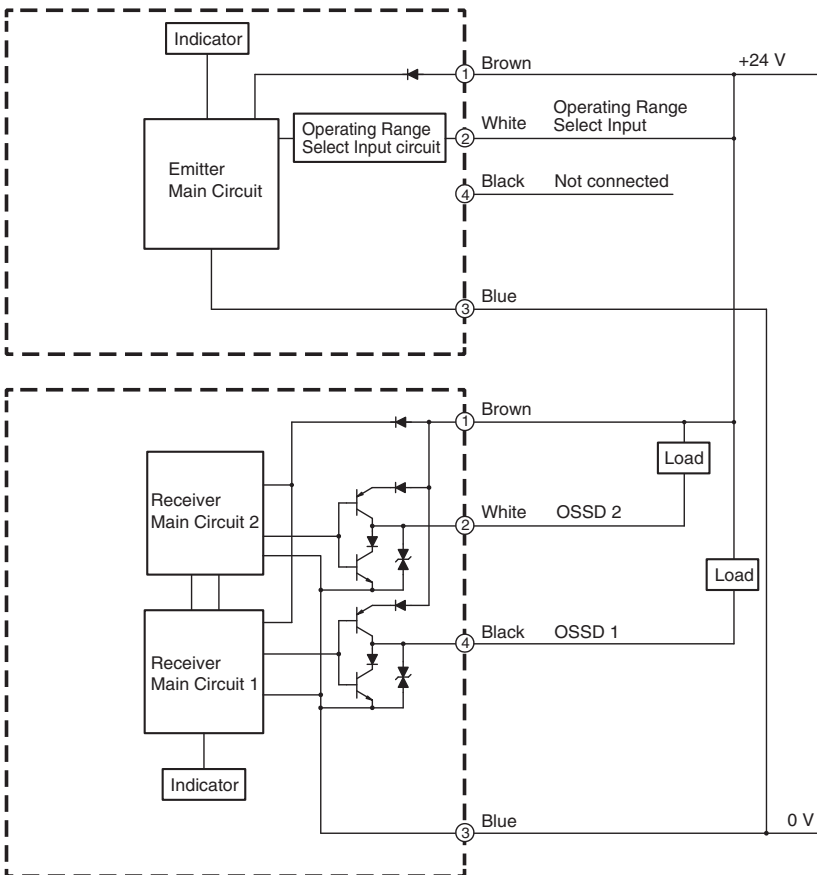 Indicator
① Brown
+24 V
Operating Range
Select Input circuit
② White
Operating Range
Select Input
Emitter
Main Circuit
④ Black
Not connected
③ Blue
① Brown
Load
Receiver
Main Circuit 2
② White
OSSD 2
Load
④ Black
OSSD 1
Receiver
Main Circuit 1
Indicator
③ Blue
0 V